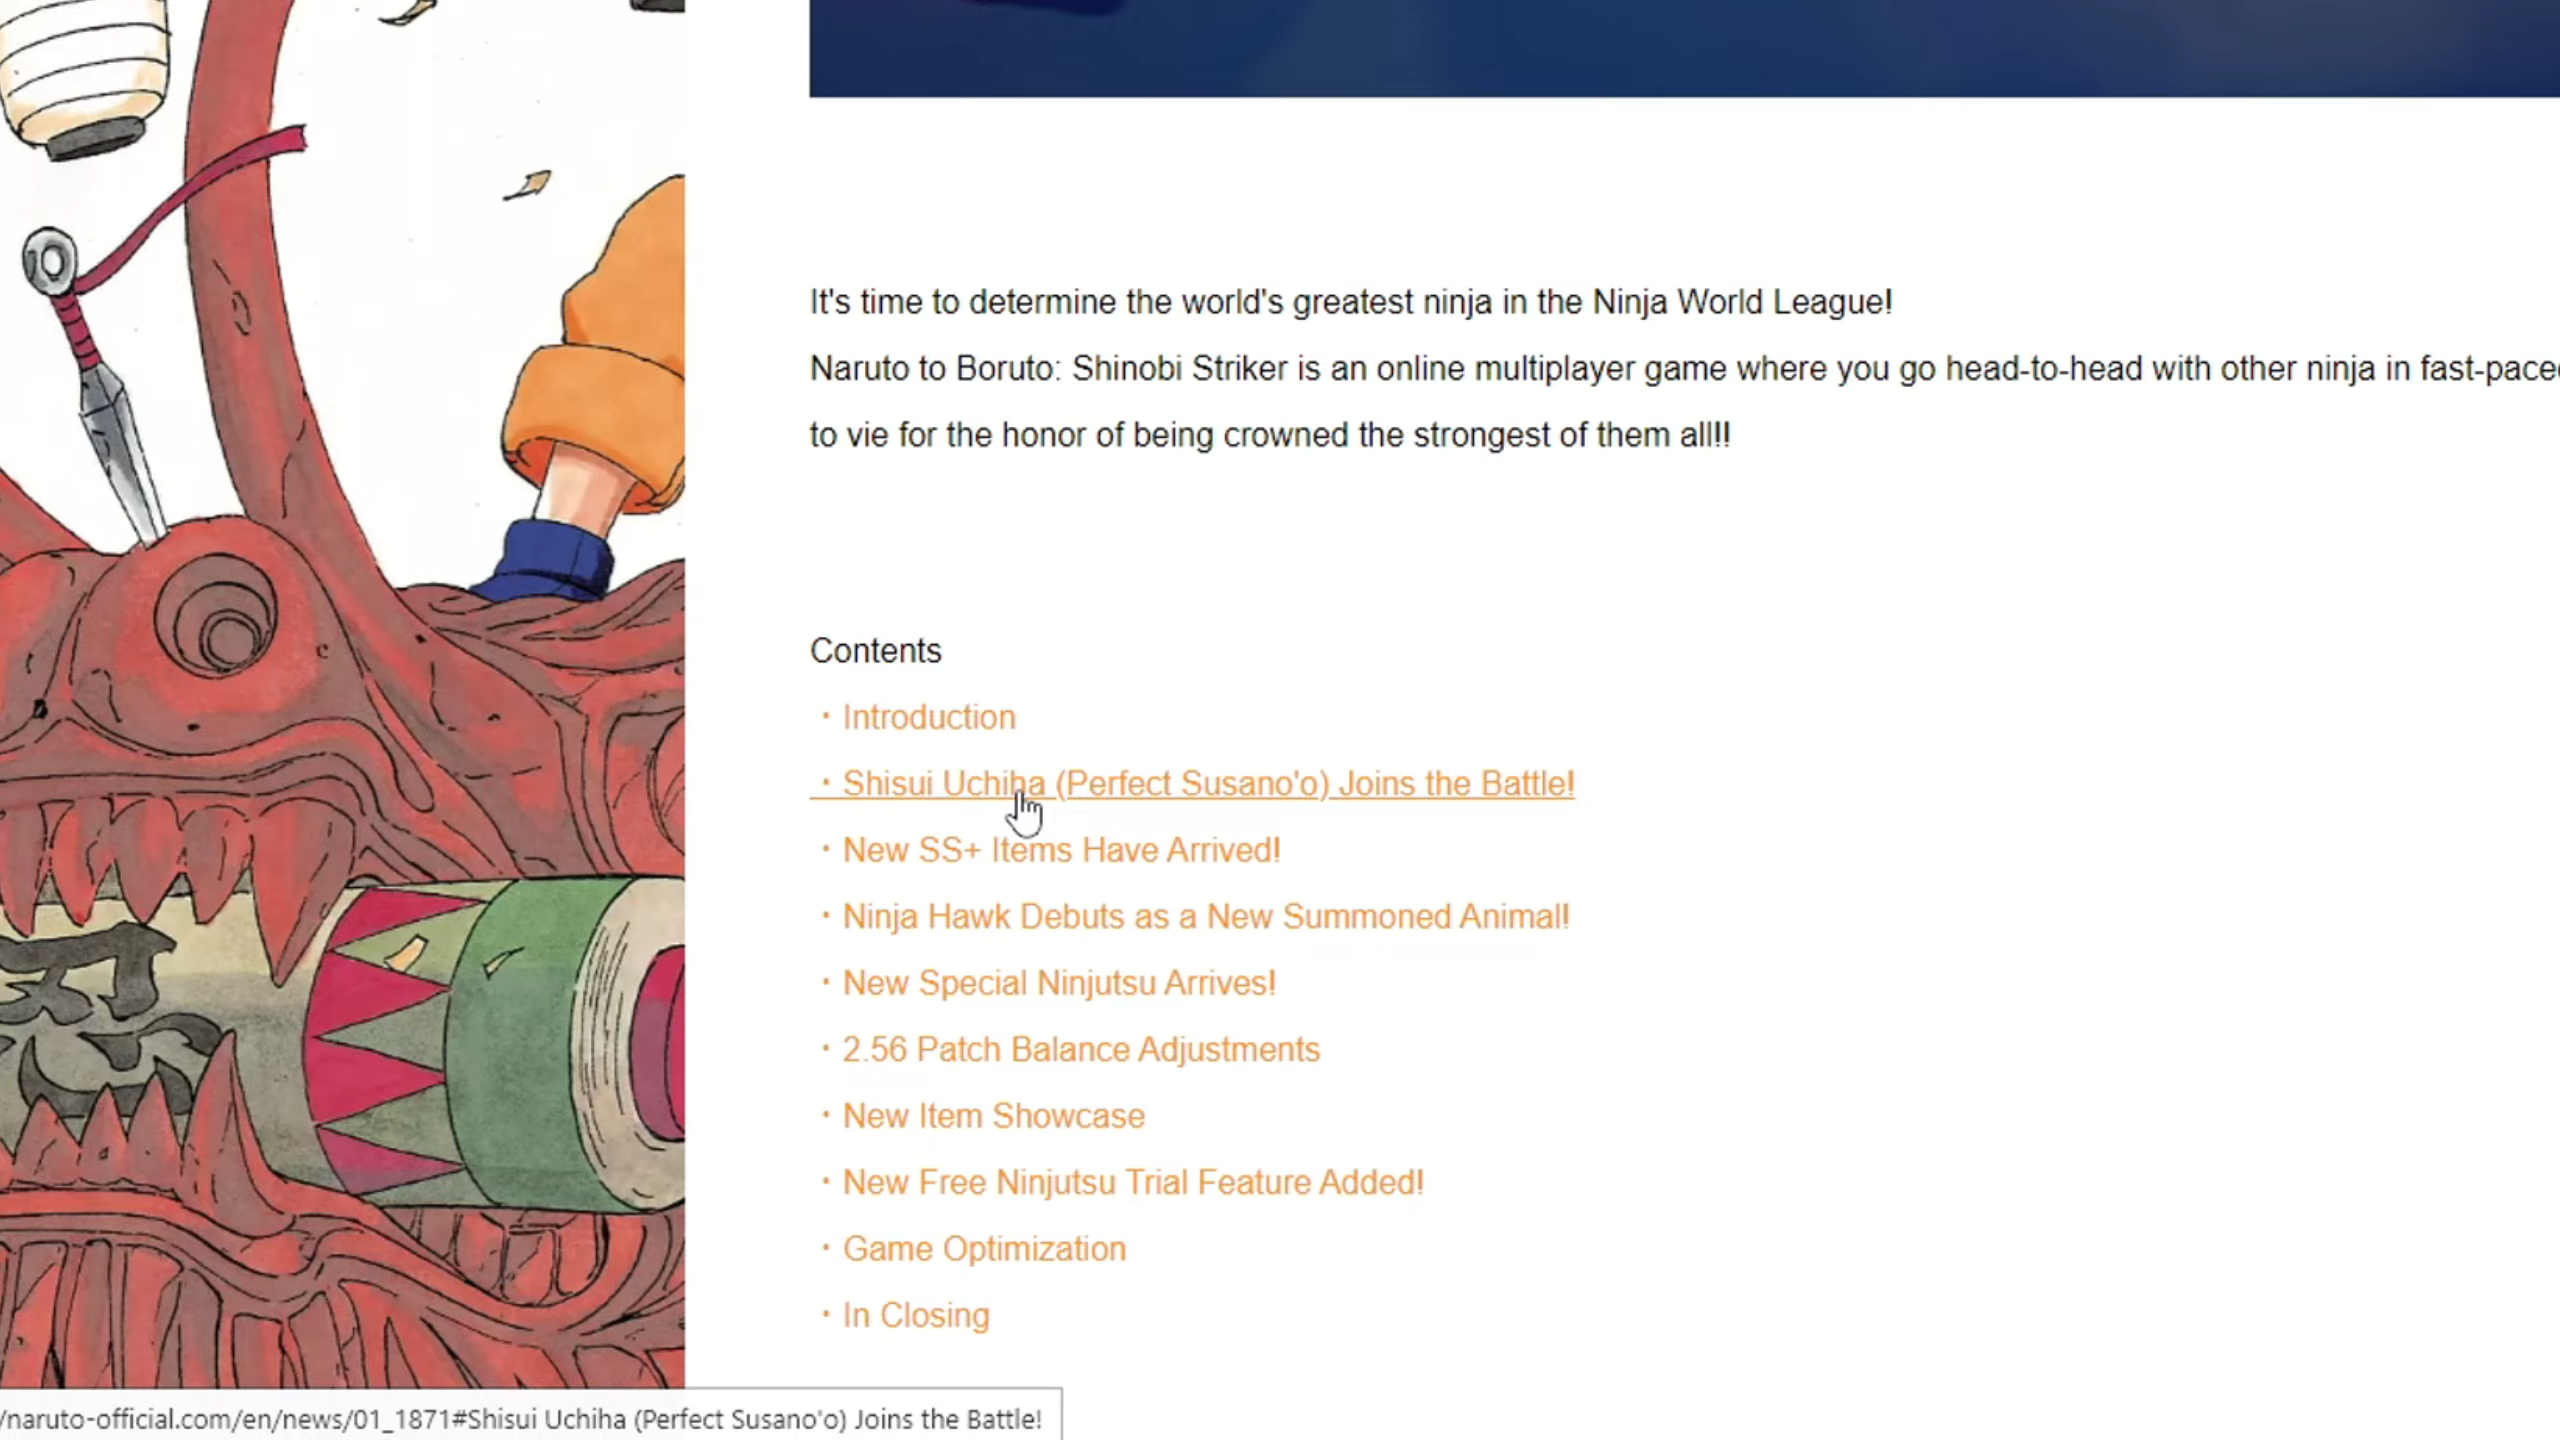 It's time to determine the world's greatest ninja in the Ninja World League!
Naruto to Boruto: Shinobi Striker is an online multiplayer game where you go head-to-head with other ninja in
to vie for the honor of being crowned the strongest of them all!!
Contents
・Introduction
・Shisui Uchiha (Perfect Susano'o) Joins the Battle!
・New SS+ Items Have Arrived!
・Ninja Hawk Debuts as a New Summoned Animal!
・New Special Ninjutsu Arrives!
・2.56 Patch Balance Adjustments
・New Item Showcase
・New Free Ninjutsu Trial Feature Added!
・Game Optimization
・In Closing
/naruto-official.com/en/news/01_1871#Shisui Uchiha (Perfect Susano'o) Joins the Battle!